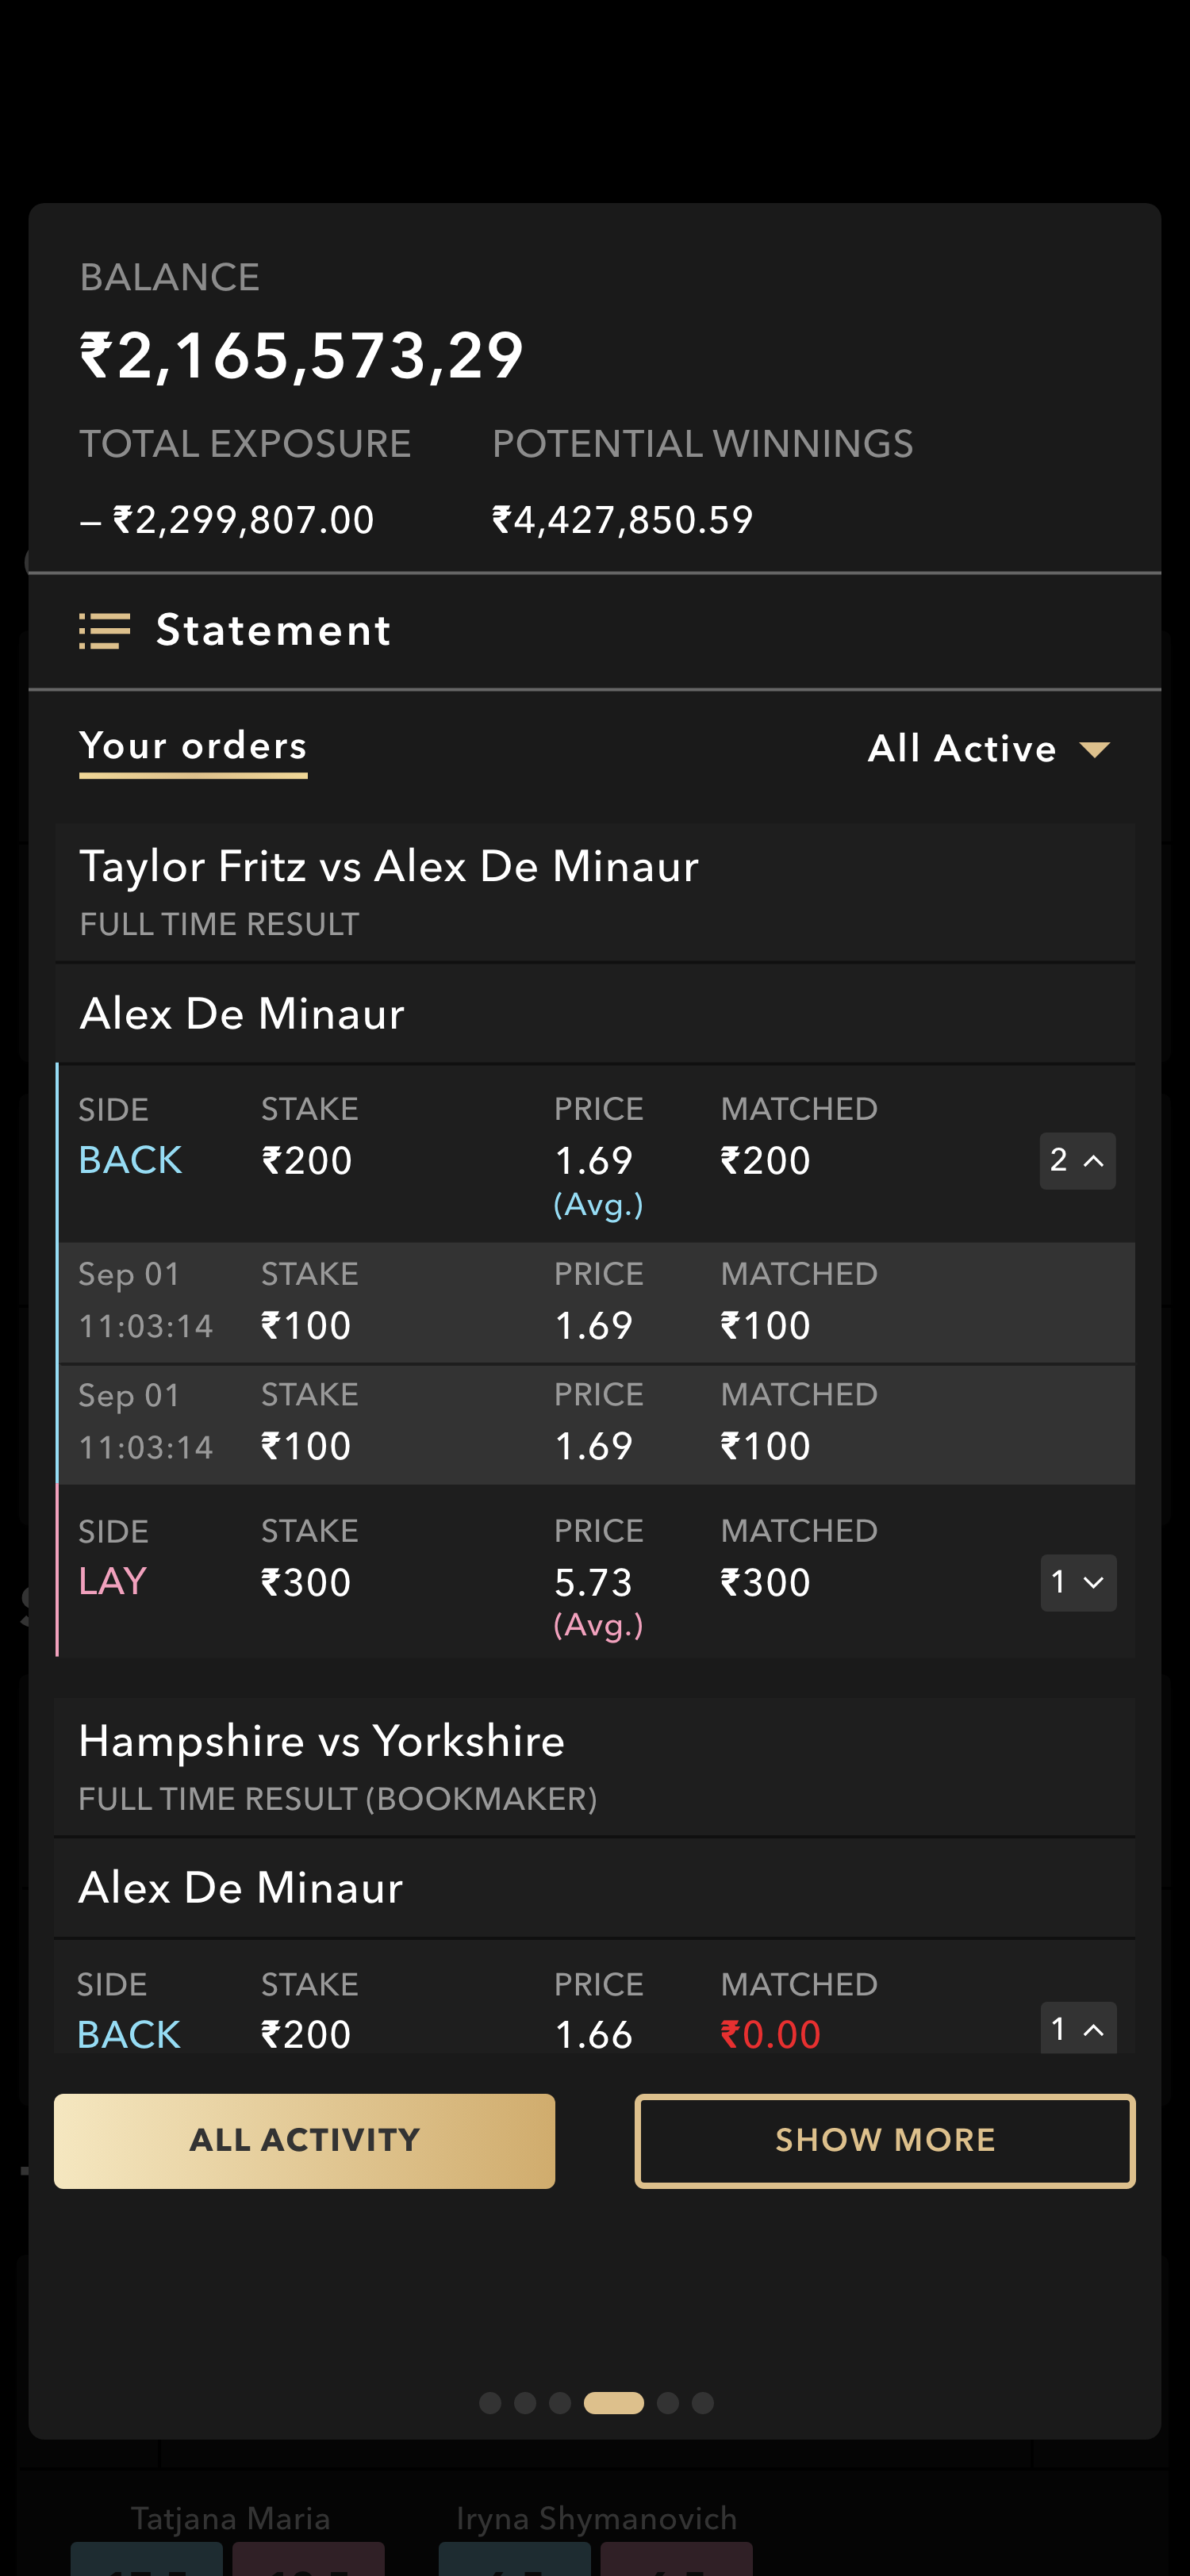 BALANCE
₹2,165,573,29
TOTAL EXPOSURE POTENTIAL WINNINGS
– ₹2,299,807.00 ₹4,427,850.59
Statement
Your orders All Active
Taylor Fritz vs Alex De Minaur
FULL TIME RESULT
Alex De Minaur
SIDE STAKE PRICE MATCHED
BACK ₹200 1.69 ₹200 2
(Avg.)
Sep 01 STAKE PRICE MATCHED
11:03:14 ₹100 1.69 ₹100
Sep 01 STAKE PRICE MATCHED
11:03:14 ₹100 1.69 ₹100
SIDE STAKE PRICE MATCHED
LAY ₹300 5.73 ₹300 1
(Avg.)
Hampshire vs Yorkshire
FULL TIME RESULT (BOOKMAKER)
Alex De Minaur
SIDE STAKE PRICE MATCHED
BACK ₹200 1.66 ₹0.00 1
ALL ACTIVITY SHOW MORE
Tatjana Maria Iryna Shymanovich